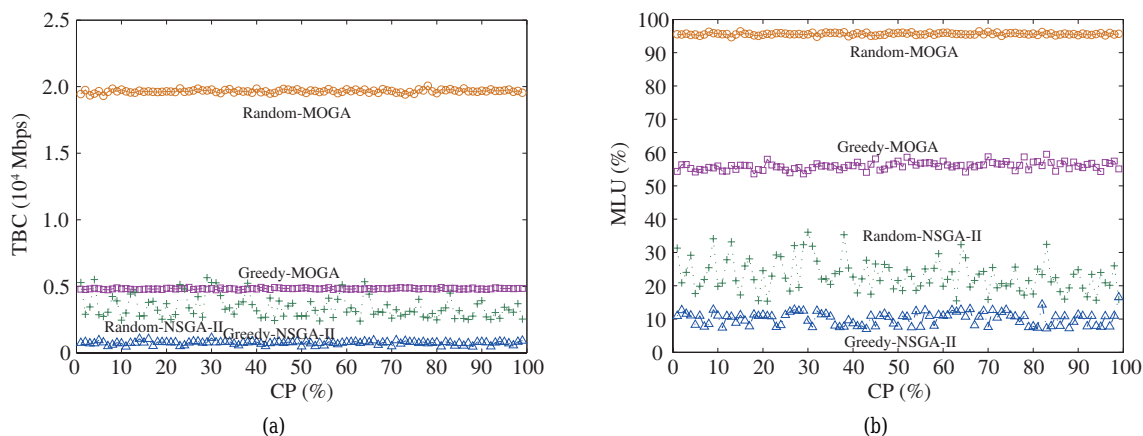 2.5
2.0
1.5
1.0
0.5
0
TBC (10⁴ Mbps)
Random-MOGA
Greedy-MOGA
Random-NSGA-II
Greedy-NSGA-II
0 10 20 30 40 50 60 70 80 90 100
CP (%)
(a)
100
90
80
70
60
50
40
30
20
10
0
MLU (%)
Random-MOGA
Greedy-MOGA
Random-NSGA-II
Greedy-NSGA-II
0 10 20 30 40 50 60 70 80 90 100
CP (%)
(b)